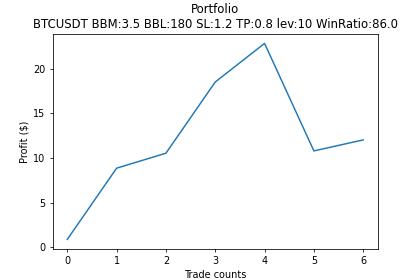 Portfolio
BTCUSDT BBM:3.5 BBL:180 SL:1.2 TP:0.8 lev:10 WinRatio:86.0
20
15
10
5
0
Profit ($)
0 1 2 3 4 5 6
Trade counts